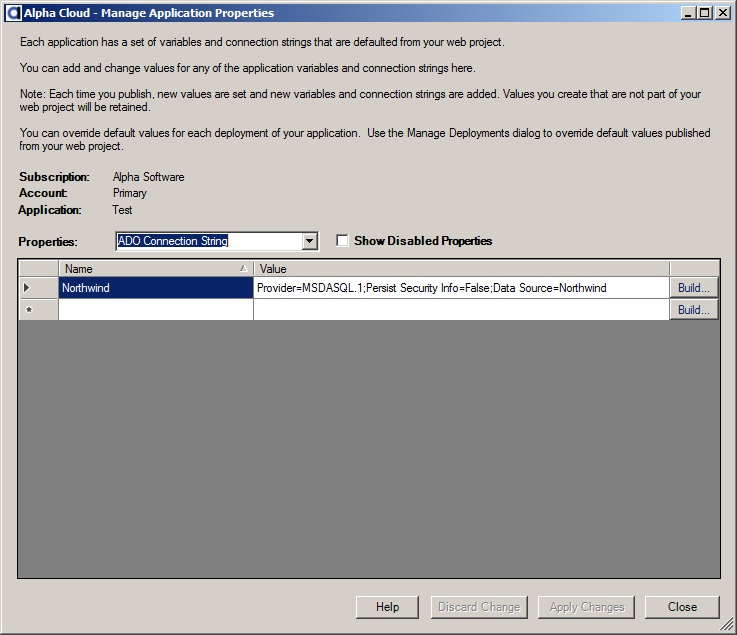 Alpha Cloud - Manage Application Properties
Each application has a set of variables and connection strings that are defaulted from your web project.
You can add and change values for any of the application variables and connection strings here.
Note: Each time you publish, new values are set and new variables and connection strings are added. Values you create that are not part of your
web project will be retained.
You can override default values for each deployment of your application.  Use the Manage Deployments dialog to override default values published
from your web project.
Subscription: Alpha Software
Account: Primary
Application: Test
Properties: ADO Connection String Show Disabled Properties
Name Value
Northwind Provider=MSDASQL.1;Persist Security Info=False;Data Source=Northwind Build...
* Build...
Help Discard Change Apply Changes Close